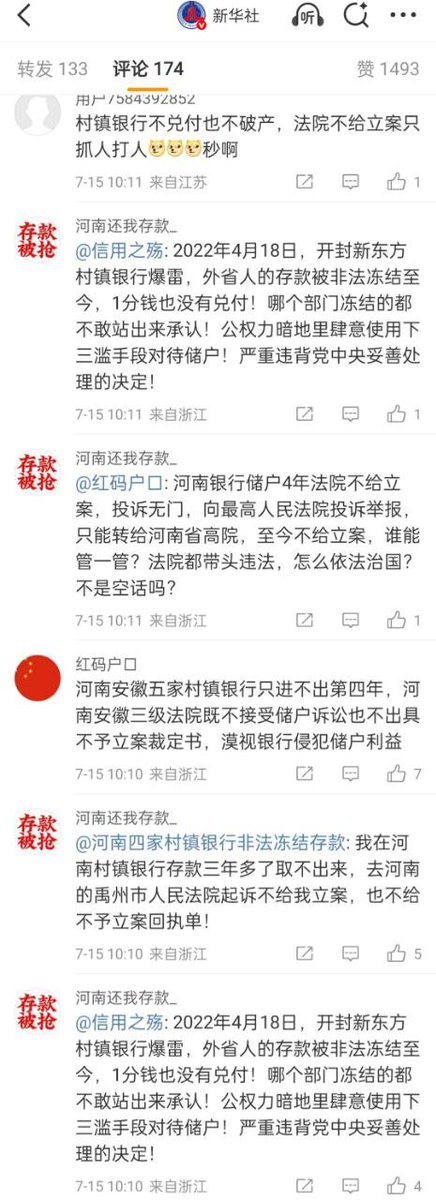 新华社
听
转发 133
评论 174
赞 1493
用户7584392852
村镇银行不兑付也不破产，法院不给立案只
抓人打人秒啊
7-15 10:11 来自江苏
1
存款
被抢
河南还我存款_
@信用之殇: 2022年4月18日，开封新东方
村镇银行爆雷，外省人的存款被非法冻结至
今，1分钱也没有兑付！哪个部门冻结的都
不敢站出来承认！公权力暗地里肆意使用下
三滥手段对待储户！严重违背党中央妥善处
理的决定！
7-15 10:11 来自浙江
1
存款
被抢
河南还我存款_
@红码户口: 河南银行储户4年法院不给立
案，投诉无门，向最高人民法院投诉举报，
只能转给河南省高院，至今不给立案，谁能
管一管？法院都带头违法，怎么依法治国？
不是空话吗？
7-15 10:11 来自浙江
1
红码户口
河南安徽五家村镇银行只进不出第四年，河
南安徽三级法院既不接受储户诉讼也不出具
不予立案裁定书，漠视银行侵犯储户利益
7-15 10:10 来自浙江
7
存款
被抢
河南还我存款_
@河南四家村镇银行非法冻结存款: 我在河
南村镇银行存款三年多了取不出来，去河南
的禹州市人民法院起诉不给我立案，也不给
不予立案回执单！
7-15 10:10 来自浙江
5
存款
被抢
河南还我存款_
@信用之殇: 2022年4月18日，开封新东方
村镇银行爆雷，外省人的存款被非法冻结至
今，1分钱也没有兑付！哪个部门冻结的都
不敢站出来承认！公权力暗地里肆意使用下
三滥手段对待储户！严重违背党中央妥善处
理的决定！
7-15 10:10 来自浙江
4